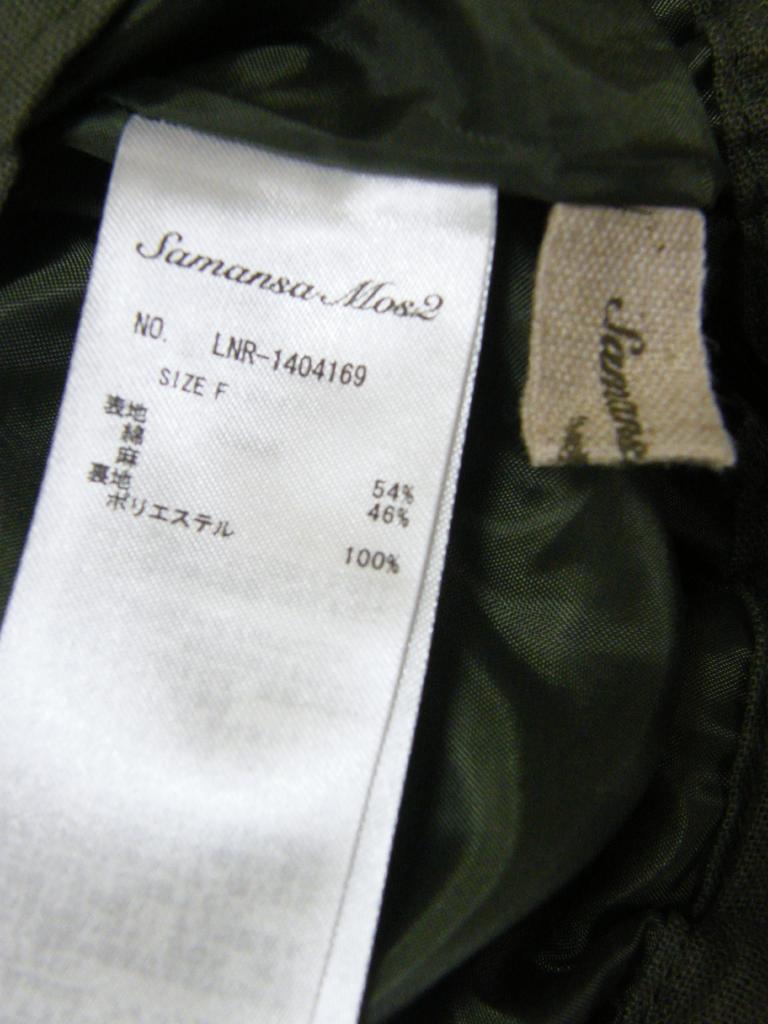 Samansa Mos2
NO. LNR-1404169
SIZE F
表地
綿 54%
麻 46%
裏地
ポリエステル 100%